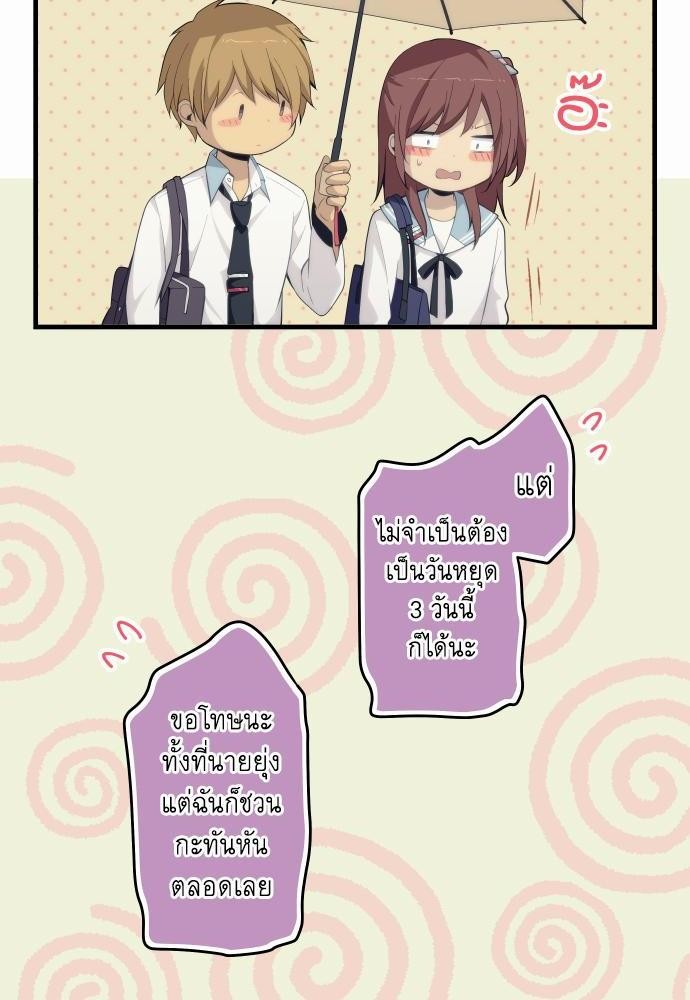 อ๊ะ
แต่
ไม่จำเป็นต้อง
เป็นวันหยุด
3 วันนี้
ก็ได้นะ
ขอโทษนะ
ทั้งที่นายยุ่ง
แต่ฉันก็ชวน
กะทันหัน
ตลอดเลย